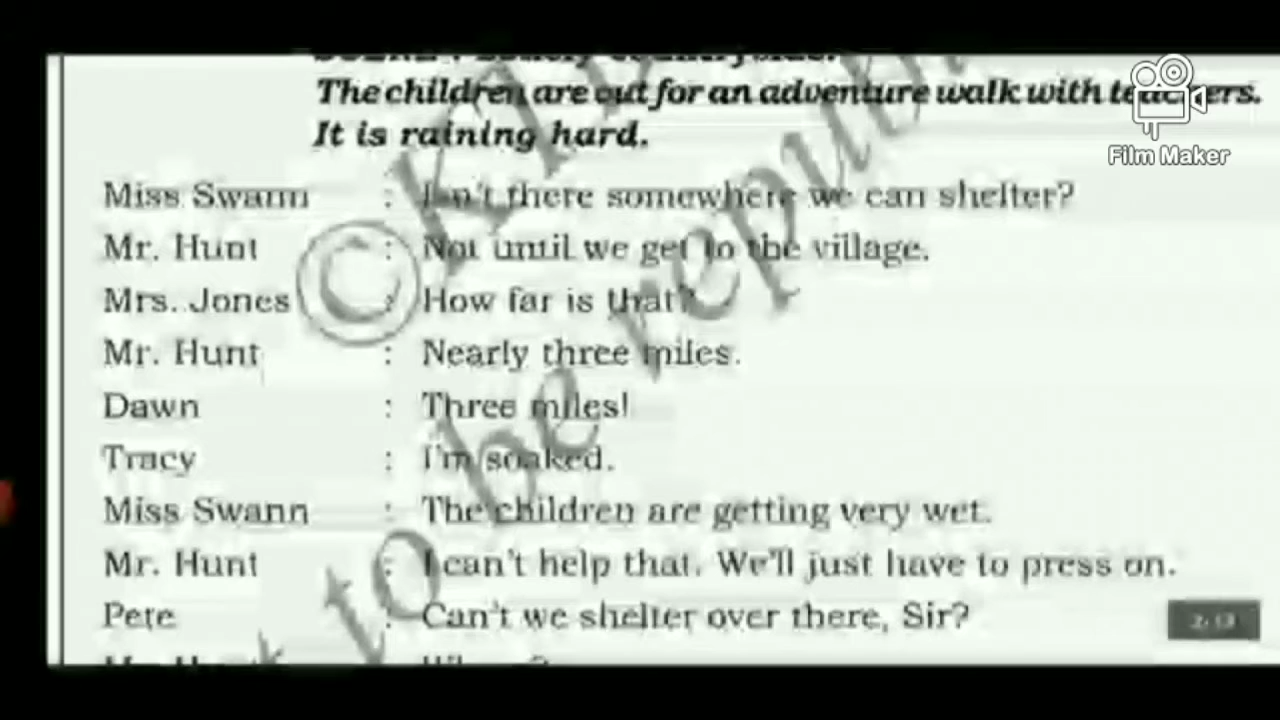 The children are out for an adventure walk with teachers.
It is raining hard.
Film Maker
Miss Swann : Isn't there somewhere we can shelter?
Mr. Hunt : Not until we get to the village.
Mrs. Jones : How far is that?
Mr. Hunt : Nearly three miles.
Dawn : Three miles!
Tracy : I'm soaked.
Miss Swann : The children are getting very wet.
Mr. Hunt : I can't help that. We'll just have to press on.
Pete : Can't we shelter over there, Sir?
© to be repu